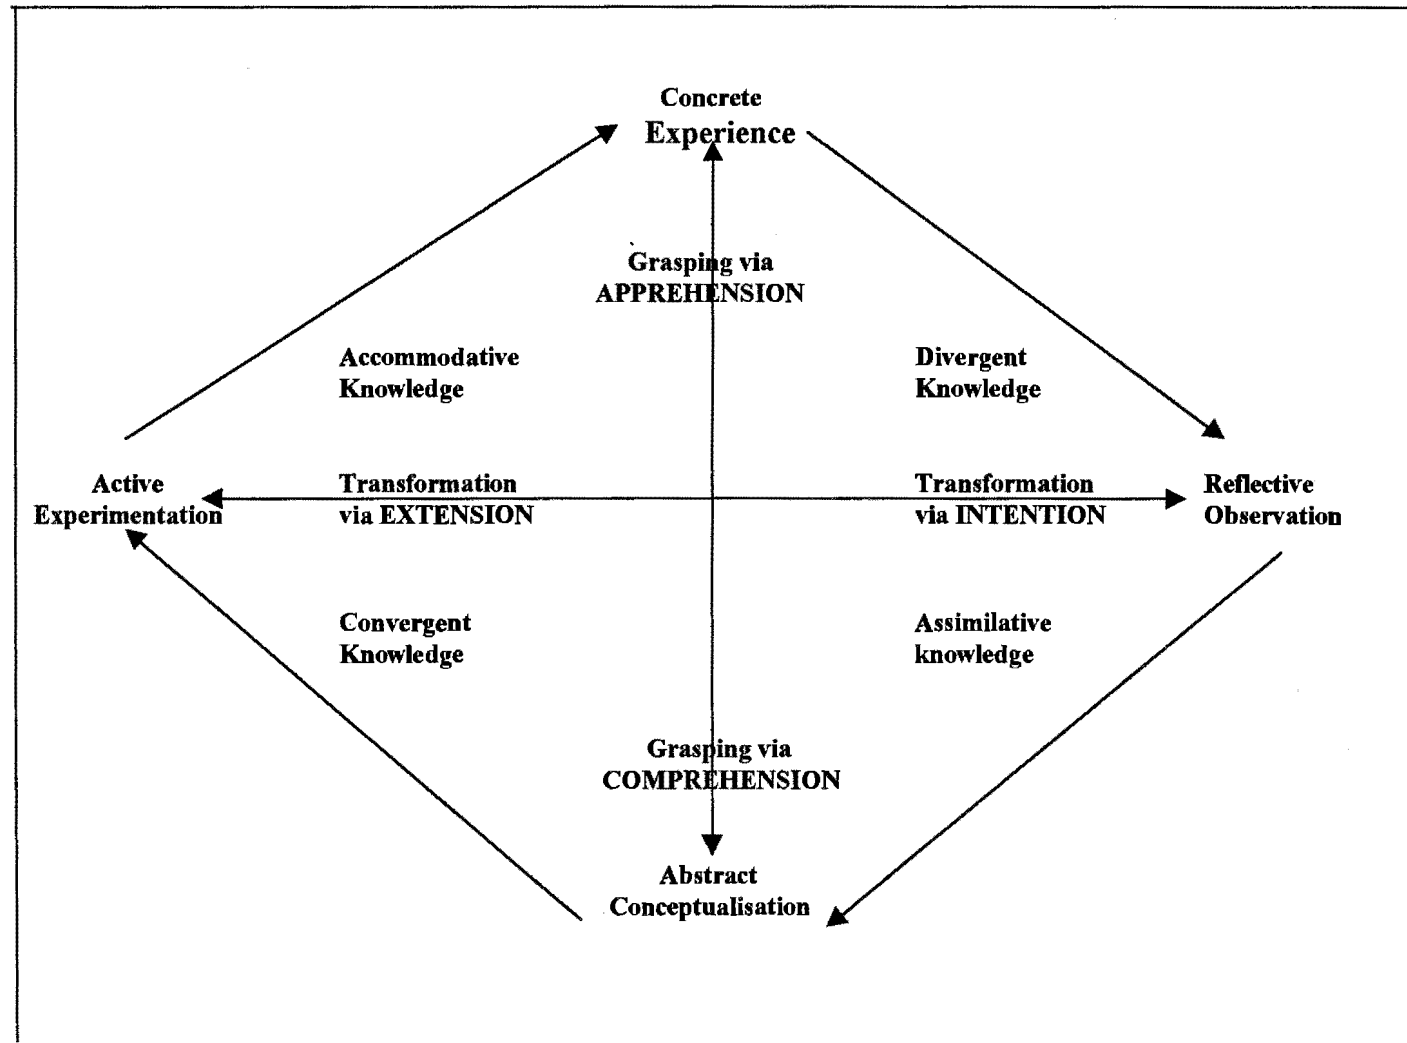 Concrete
Experience
Grasping via
APPREHENSION
Accommodative
Knowledge
Divergent
Knowledge
Active
Experimentation
Transformation
via EXTENSION
Transformation
via INTENTION
Reflective
Observation
Convergent
Knowledge
Assimilative
knowledge
Grasping via
COMPREHENSION
Abstract
Conceptualisation